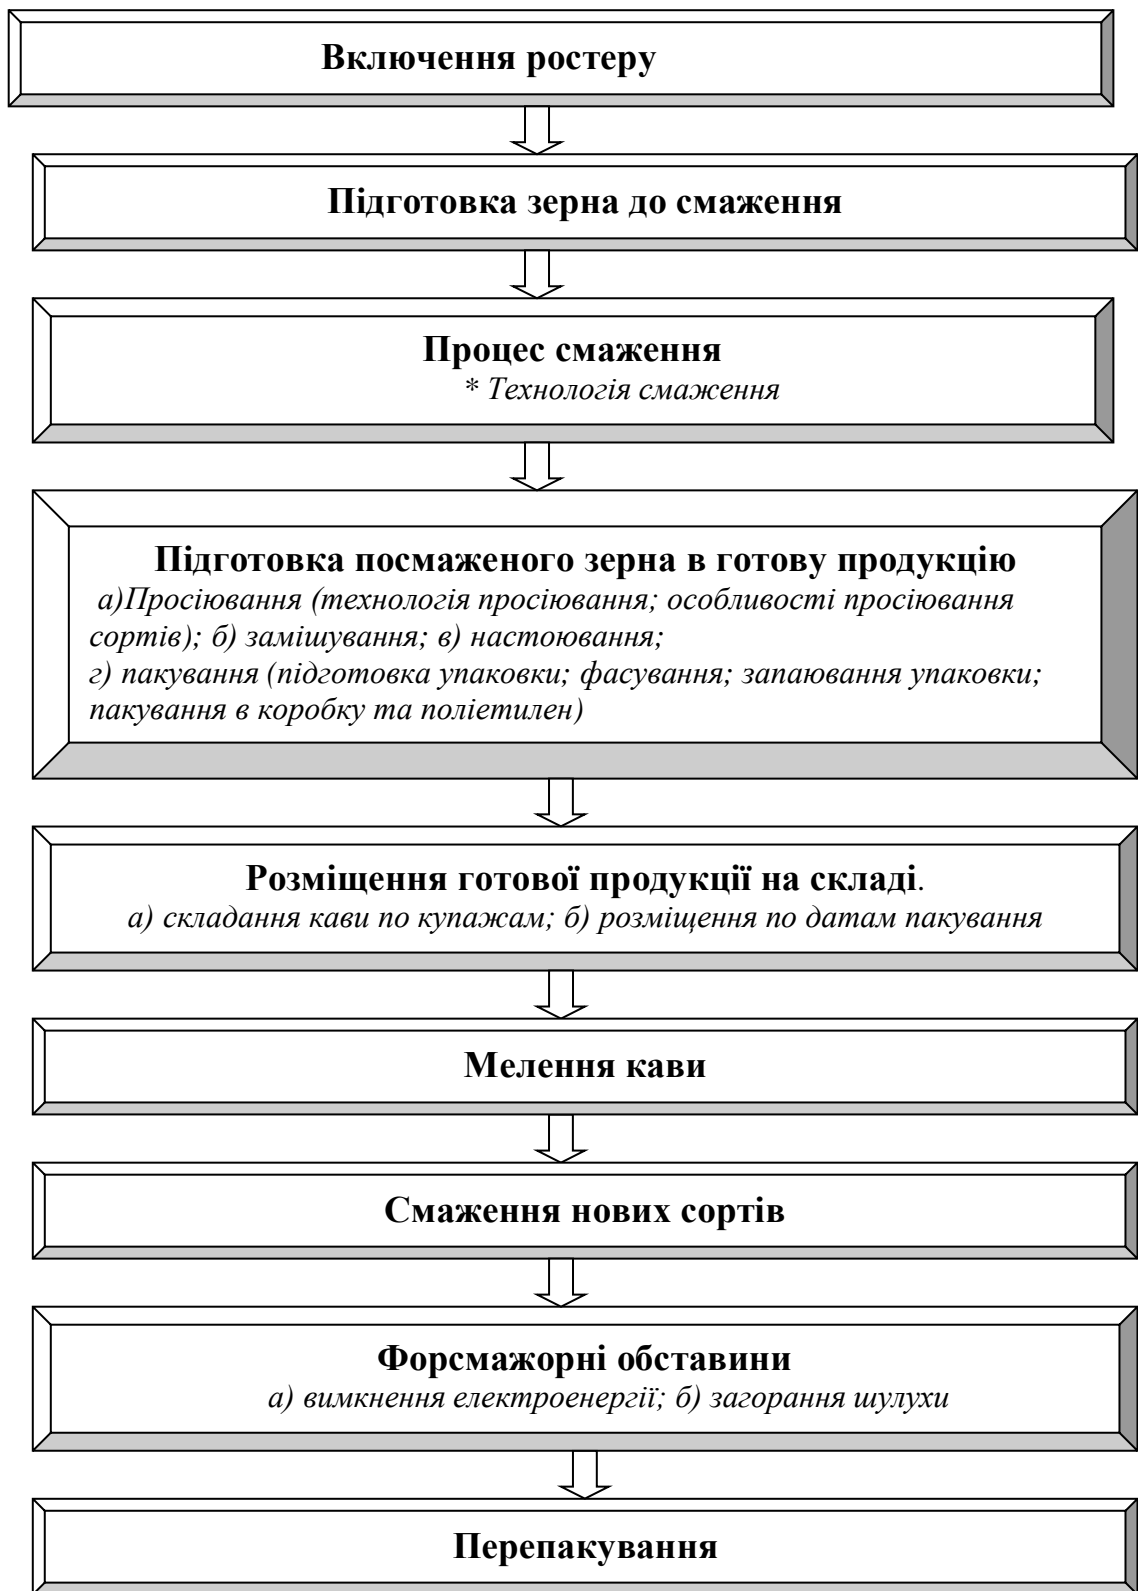 Включення ростеру
Підготовка зерна до смаження
Процес смаження
* Технологія смаження
Підготовка посмаженого зерна в готову продукцію
а)Просіювання (технологія просіювання; особливості просіювання
сортів); б) замішування; в) настоювання;
г) пакування (підготовка упаковки; фасування; запаювання упаковки;
пакування в коробку та поліетилен)
Розміщення готової продукції на складі.
а) складання кави по купажам; б) розміщення по датам пакування
Мелення кави
Смаження нових сортів
Форсмажорні обставини
а) вимкнення електроенергії; б) загорання шулухи
Перепакування